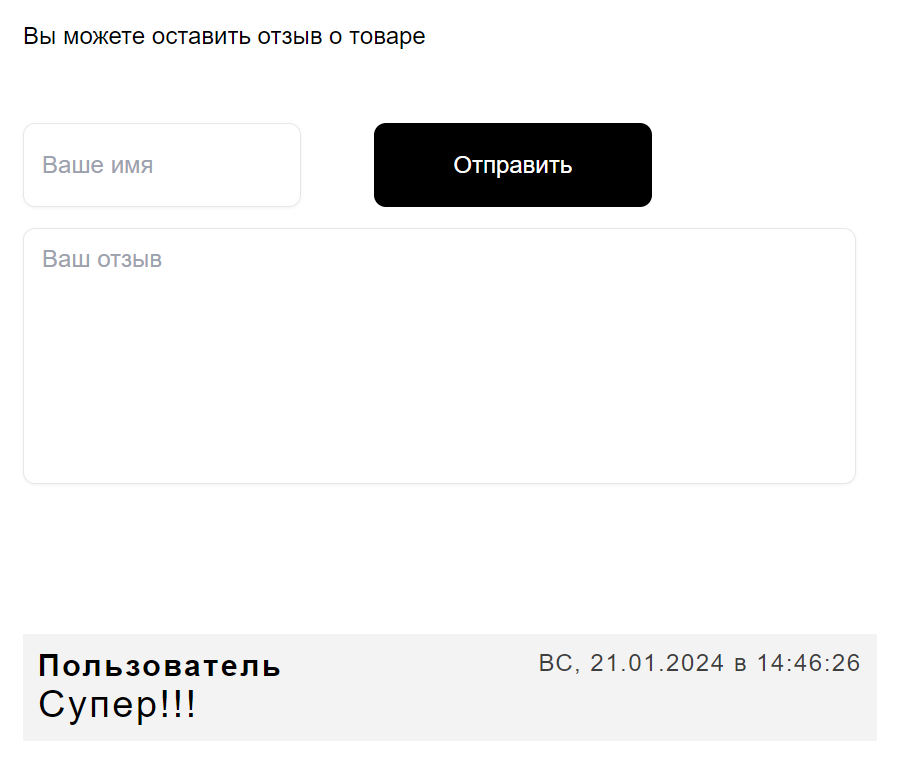 Вы можете оставить отзыв о товаре
Ваше имя
Отправить
Ваш отзыв
Пользователь
ВС, 21.01.2024 в 14:46:26
Супер!!!